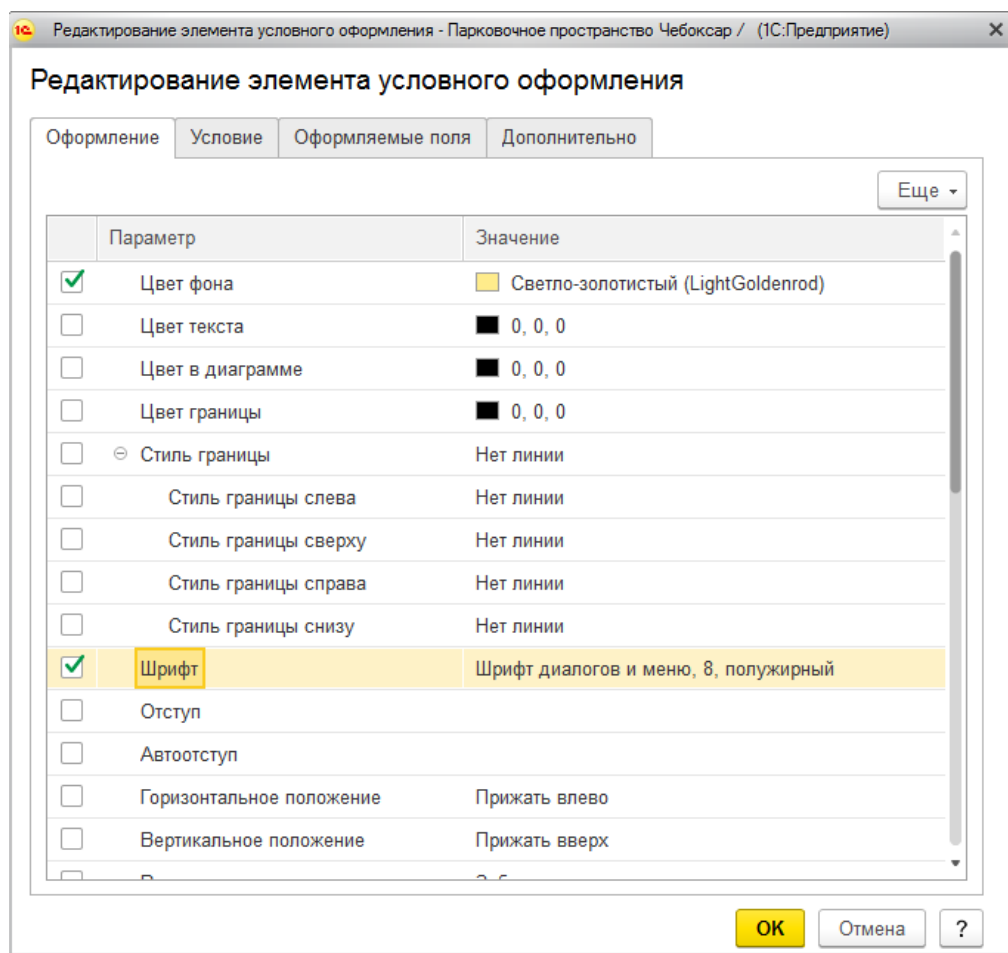 Редактирование элемента условного оформления - Парковочное пространство Чебоксар / (1С:Предприятие)
Редактирование элемента условного оформления
Оформление Условие Оформляемые поля Дополнительно
Еще
Параметр Значение
Цвет фона Светло-золотистый (LightGoldenrod)
Цвет текста 0, 0, 0
Цвет в диаграмме 0, 0, 0
Цвет границы 0, 0, 0
Стиль границы Нет линии
Стиль границы слева Нет линии
Стиль границы сверху Нет линии
Стиль границы справа Нет линии
Стиль границы снизу Нет линии
Шрифт Шрифт диалогов и меню, 8, полужирный
Отступ
Автоотступ
Горизонтальное положение Прижать влево
Вертикальное положение Прижать вверх
ОК Отмена ?